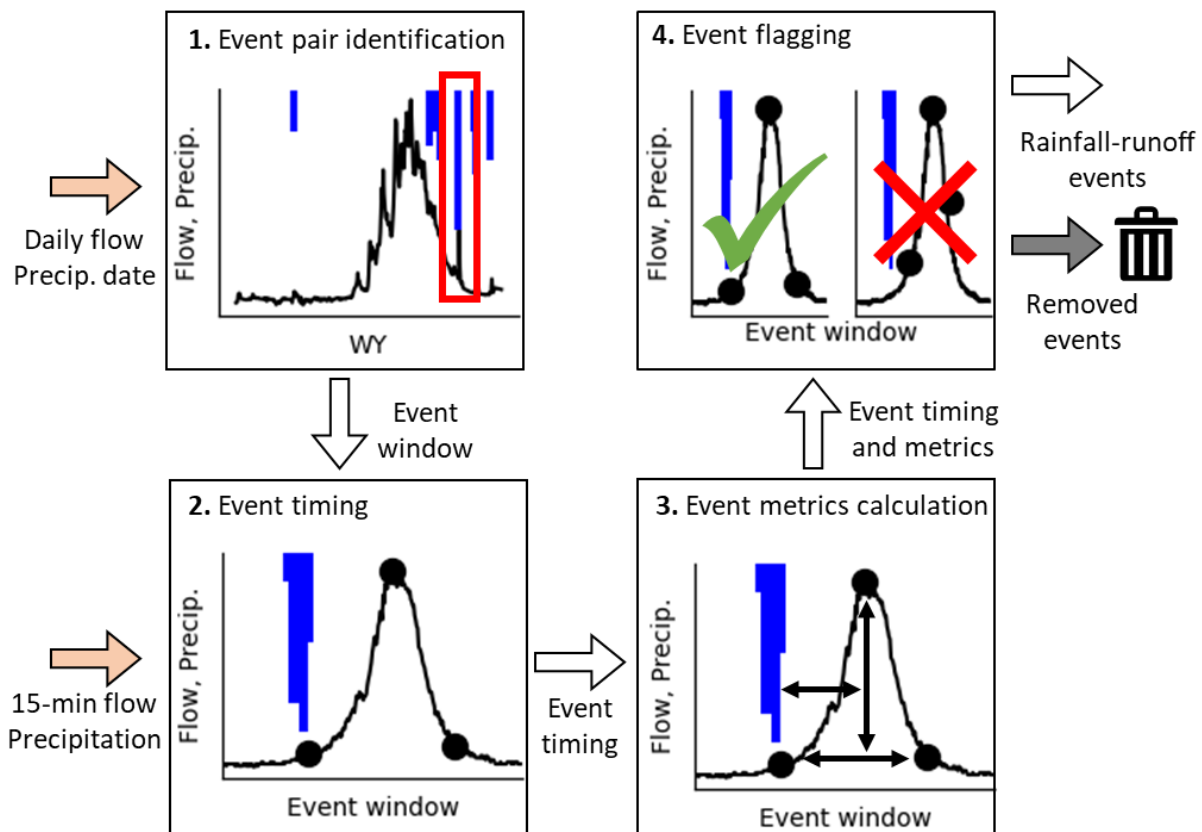 1. Event pair identification
Flow, Precip.
WY
Daily flow
Precip. date
Event
window
2. Event timing
Flow, Precip.
Event window
15-min flow
Precipitation
Event
timing
3. Event metrics calculation
Flow, Precip.
Event window
Event timing
and metrics
4. Event flagging
Flow, Precip.
Event window
Rainfall-runoff
events
Removed
events